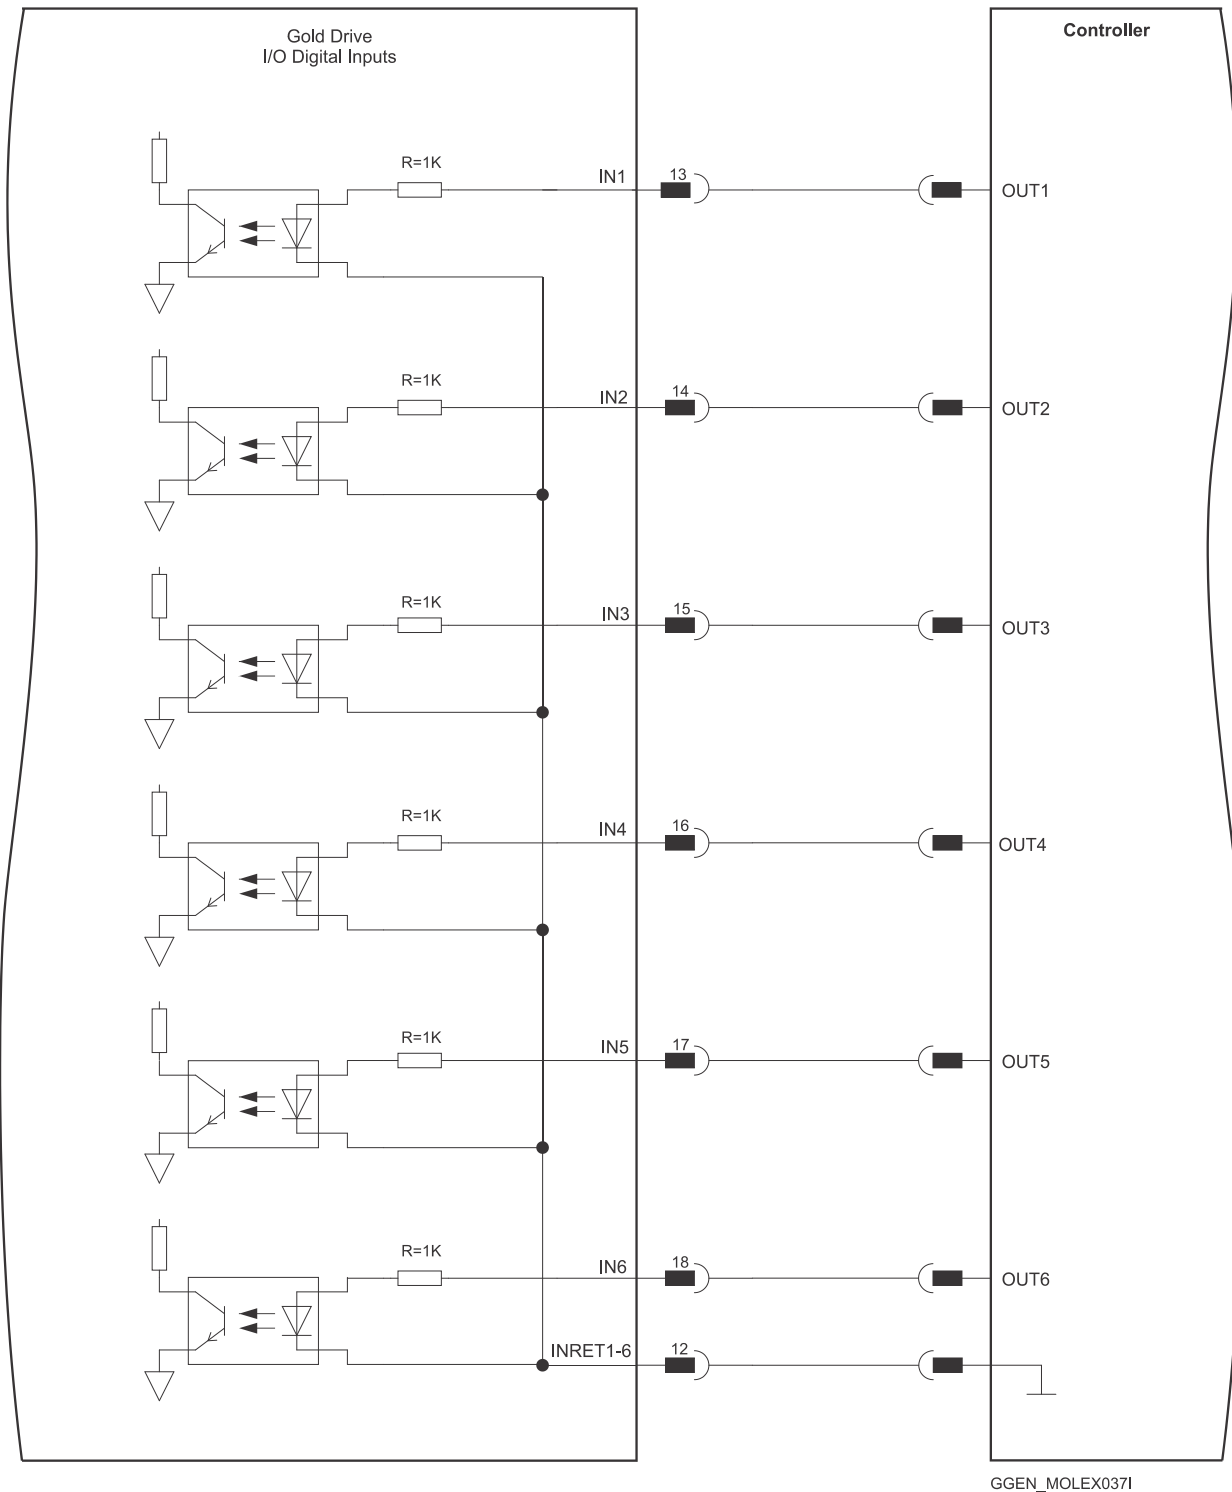 Gold Drive
I/O Digital Inputs
Controller
R=1K
IN1
13
OUT1
R=1K
IN2
14
OUT2
R=1K
IN3
15
OUT3
R=1K
IN4
16
OUT4
R=1K
IN5
17
OUT5
R=1K
IN6
18
OUT6
INRET1-6
12
GGEN_MOLEX037I